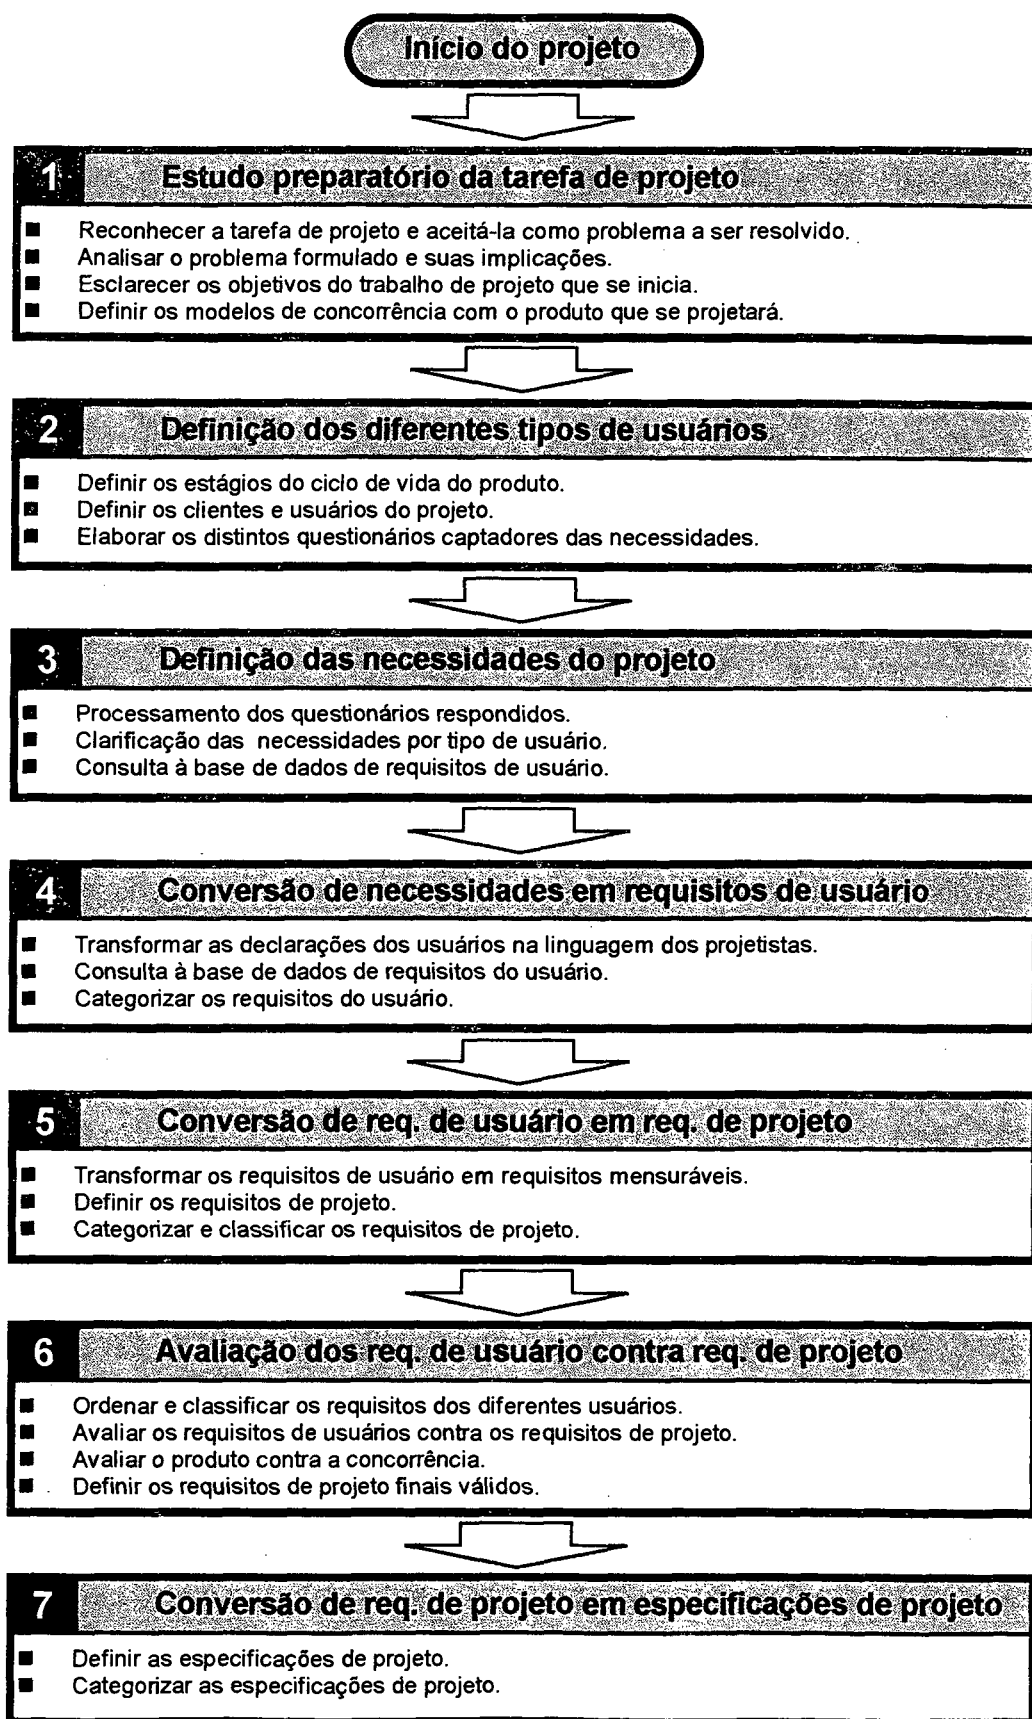 Início do projeto
1 Estudo preparatório da tarefa de projeto
■ Reconhecer a tarefa de projeto e aceitá-la como problema a ser resolvido.
■ Analisar o problema formulado e suas implicações.
■ Esclarecer os objetivos do trabalho de projeto que se inicia.
■ Definir os modelos de concorrência com o produto que se projetará.
2 Definição dos diferentes tipos de usuários
■ Definir os estágios do ciclo de vida do produto.
■ Definir os clientes e usuários do projeto.
■ Elaborar os distintos questionários captadores das necessidades.
3 Definição das necessidades do projeto
■ Processamento dos questionários respondidos.
■ Clarificação das necessidades por tipo de usuário.
■ Consulta à base de dados de requisitos de usuário.
4 Conversão de necessidades em requisitos de usuário
■ Transformar as declarações dos usuários na linguagem dos projetistas.
■ Consulta à base de dados de requisitos do usuário.
■ Categorizar os requisitos do usuário.
5 Conversão de req. de usuário em req. de projeto
■ Transformar os requisitos de usuário em requisitos mensuráveis.
■ Definir os requisitos de projeto.
■ Categorizar e classificar os requisitos de projeto.
6 Avaliação dos req. de usuário contra req. de projeto
■ Ordenar e classificar os requisitos dos diferentes usuários.
■ Avaliar os requisitos de usuários contra os requisitos de projeto.
■ Avaliar o produto contra a concorrência.
■ Definir os requisitos de projeto finais válidos.
7 Conversão de req. de projeto em especificações de projeto
■ Definir as especificações de projeto.
■ Categorizar as especificações de projeto.